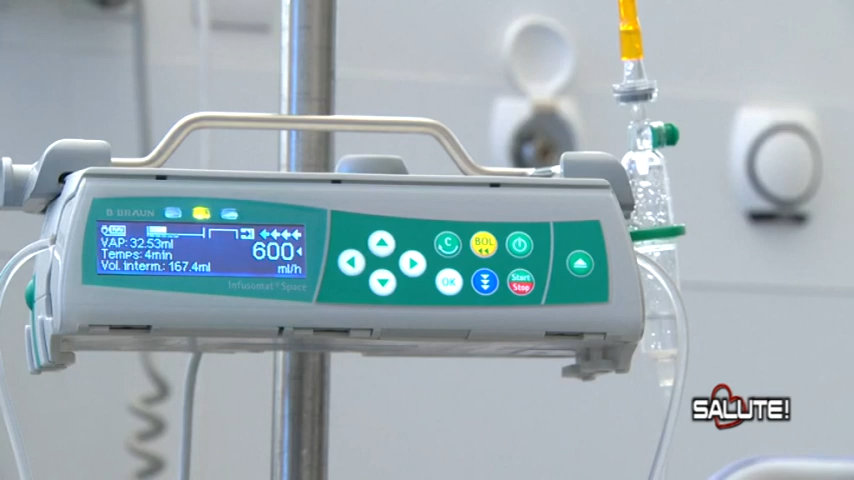 B BRAUN
VAP: 32.53ml
Temps: 4min
Vol. interm.: 167.4ml
600
ml/h
Infusomat® Space
C
BOL
OK
Start
Stop
SALUTE!